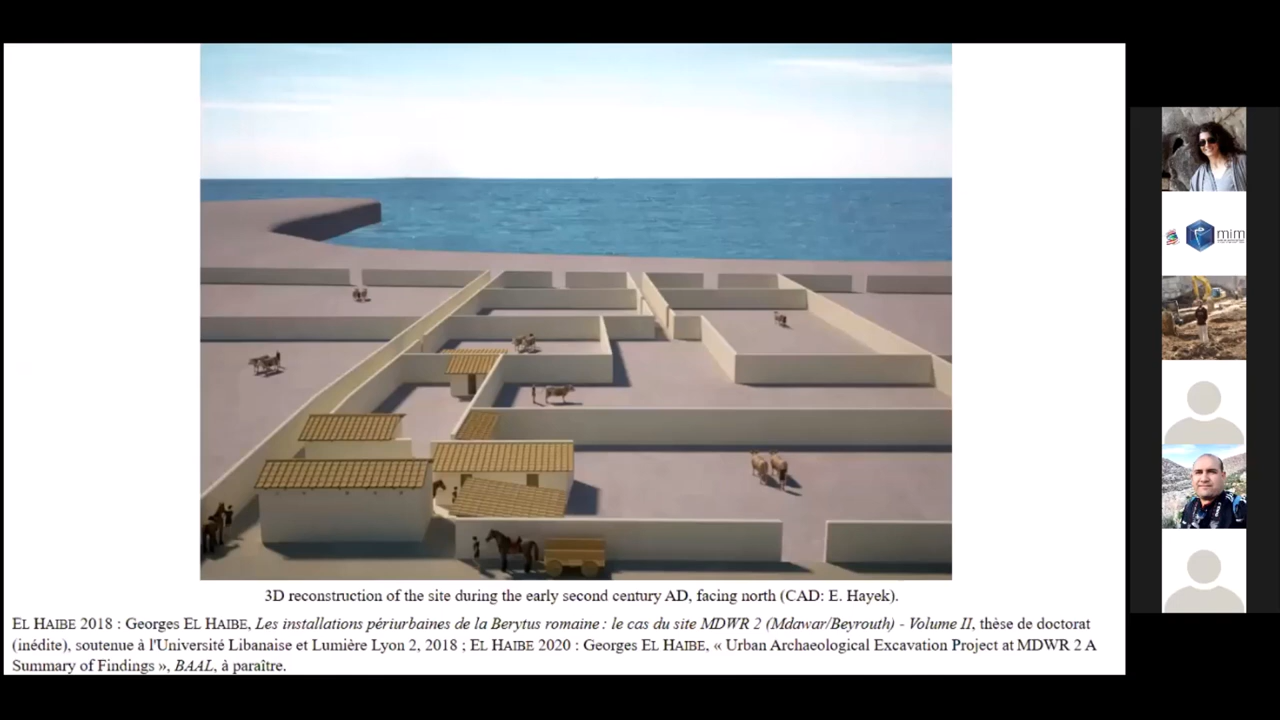 mim
3D reconstruction of the site during the early second century AD, facing north (CAD: E. Hayek).
EL HAIBE 2018 : Georges EL HAIBE, Les installations périurbaines de la Berytus romaine : le cas du site MDWR 2 (Mdawar/Beyrouth) - Volume II, thèse de doctorat
(inédite), soutenue à l'Université Libanaise et Lumière Lyon 2, 2018 ; EL HAIBE 2020 : Georges EL HAIBE, « Urban Archaeological Excavation Project at MDWR 2 A
Summary of Findings », BAAL, à paraître.